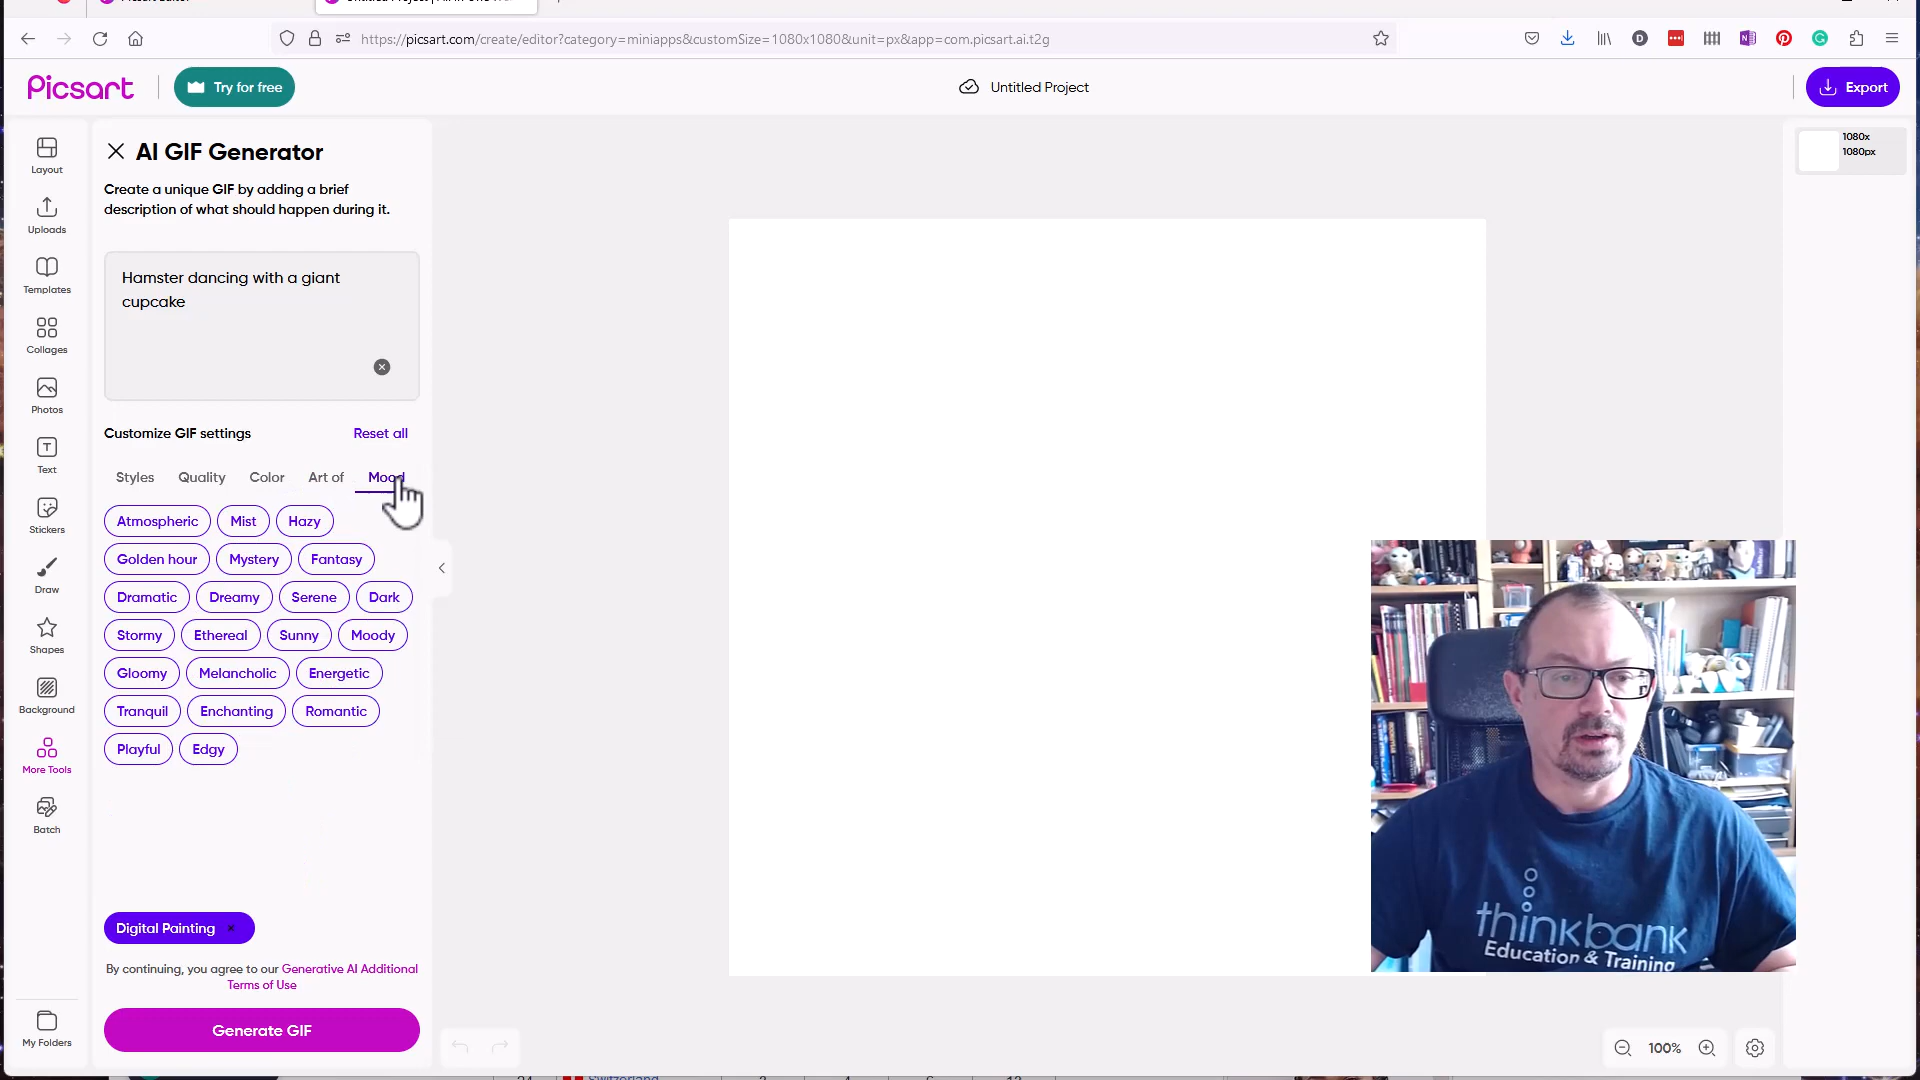 https://picsart.com/create/editor?category=miniapps&customSize=1080x1080&unit=px&app=com.picsart.ai.t2g
Picsart
Try for free
Untitled Project
Export
Layout
Uploads
Templates
Collages
Photos
Text
Stickers
Draw
Shapes
Background
More Tools
Batch
My Folders
AI GIF Generator
Create a unique GIF by adding a brief
description of what should happen during it.
Hamster dancing with a giant
cupcake
Customize GIF settings
Reset all
Styles Quality Color Art of Mood
Atmospheric Mist Hazy
Golden hour Mystery Fantasy
Dramatic Dreamy Serene Dark
Stormy Ethereal Sunny Moody
Gloomy Melancholic Energetic
Tranquil Enchanting Romantic
Playful Edgy
Digital Painting
By continuing, you agree to our Generative AI Additional
Terms of Use
Generate GIF
1080x
1080px
thinkbank
Education & Training
100%